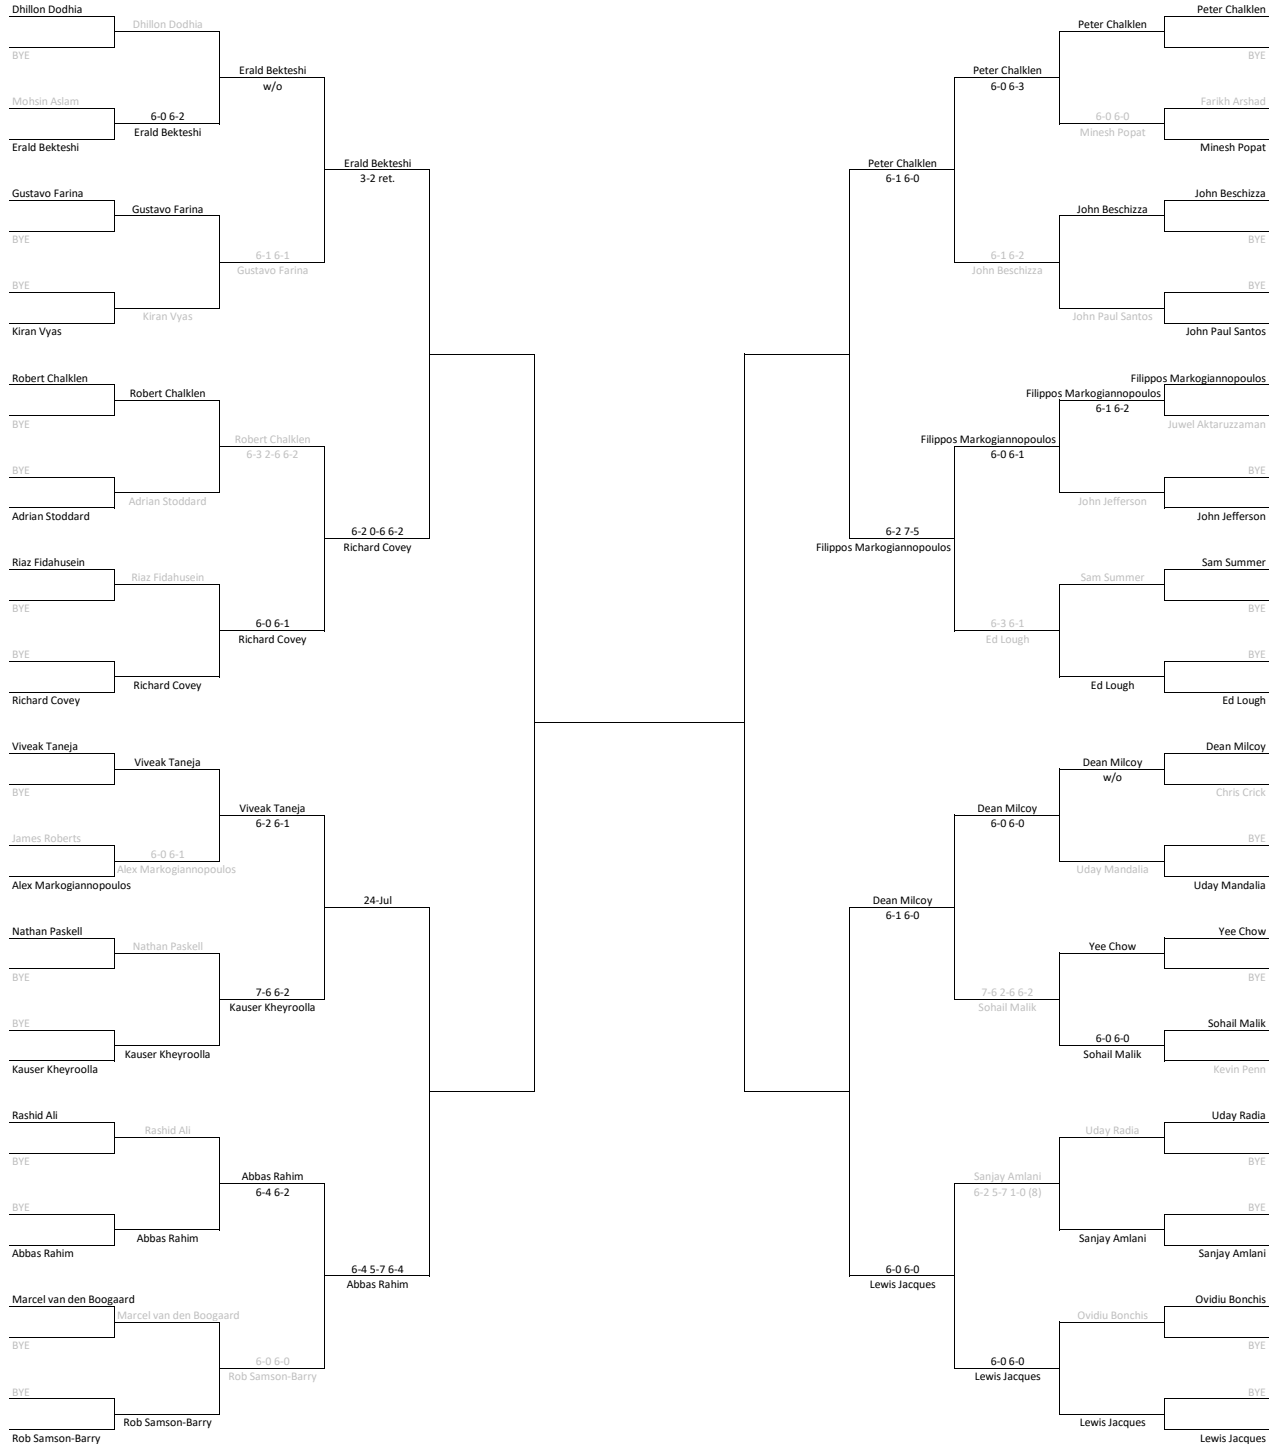 Dhillon Dodhia
Dhillon Dodhia
BYE
Erald Bekteshi
w/o
Mohsin Aslam
6-0 6-2
Erald Bekteshi
Erald Bekteshi
Erald Bekteshi
3-2 ret.
Gustavo Farina
Gustavo Farina
BYE
6-1 6-1
Gustavo Farina
BYE
Kiran Vyas
Kiran Vyas
Robert Chalklen
Robert Chalklen
BYE
Robert Chalklen
6-3 2-6 6-2
BYE
Adrian Stoddard
Adrian Stoddard
6-2 0-6 6-2
Richard Covey
Riaz Fidahusein
Riaz Fidahusein
BYE
6-0 6-1
Richard Covey
BYE
Richard Covey
Richard Covey
Viveak Taneja
Viveak Taneja
BYE
Viveak Taneja
6-2 6-1
James Roberts
6-0 6-1
Alex Markogiannopoulos
Alex Markogiannopoulos
24-Jul
Nathan Paskell
Nathan Paskell
BYE
7-6 6-2
Kauser Kheyroolla
BYE
Kauser Kheyroolla
Kauser Kheyroolla
Rashid Ali
Rashid Ali
BYE
Abbas Rahim
6-4 6-2
BYE
Abbas Rahim
Abbas Rahim
6-4 5-7 6-4
Abbas Rahim
Marcel van den Boogaard
Marcel van den Boogaard
BYE
6-0 6-0
Rob Samson-Barry
BYE
Rob Samson-Barry
Rob Samson-Barry
Peter Chalklen
Peter Chalklen
BYE
Peter Chalklen
6-0 6-3
Farikh Arshad
6-0 6-0
Minesh Popat
Minesh Popat
Peter Chalklen
6-1 6-0
John Beschizza
John Beschizza
BYE
6-1 6-2
John Beschizza
BYE
John Paul Santos
John Paul Santos
Filippos Markogiannopoulos
Filippos Markogiannopoulos
6-1 6-2
Juwel Aktaruzzaman
Filippos Markogiannopoulos
6-0 6-1
BYE
John Jefferson
John Jefferson
6-2 7-5
Filippos Markogiannopoulos
Sam Summer
Sam Summer
BYE
6-3 6-1
Ed Lough
BYE
Ed Lough
Ed Lough
Dean Milcoy
Dean Milcoy
w/o
Chris Crick
Dean Milcoy
6-0 6-0
BYE
Uday Mandalia
Uday Mandalia
Dean Milcoy
6-1 6-0
Yee Chow
Yee Chow
BYE
7-6 2-6 6-2
Sohail Malik
Sohail Malik
6-0 6-0
Sohail Malik
Kevin Penn
Uday Radia
Uday Radia
BYE
Sanjay Amlani
6-2 5-7 1-0 (8)
BYE
Sanjay Amlani
Sanjay Amlani
6-0 6-0
Lewis Jacques
Ovidiu Bonchis
Ovidiu Bonchis
BYE
6-0 6-0
Lewis Jacques
BYE
Lewis Jacques
Lewis Jacques